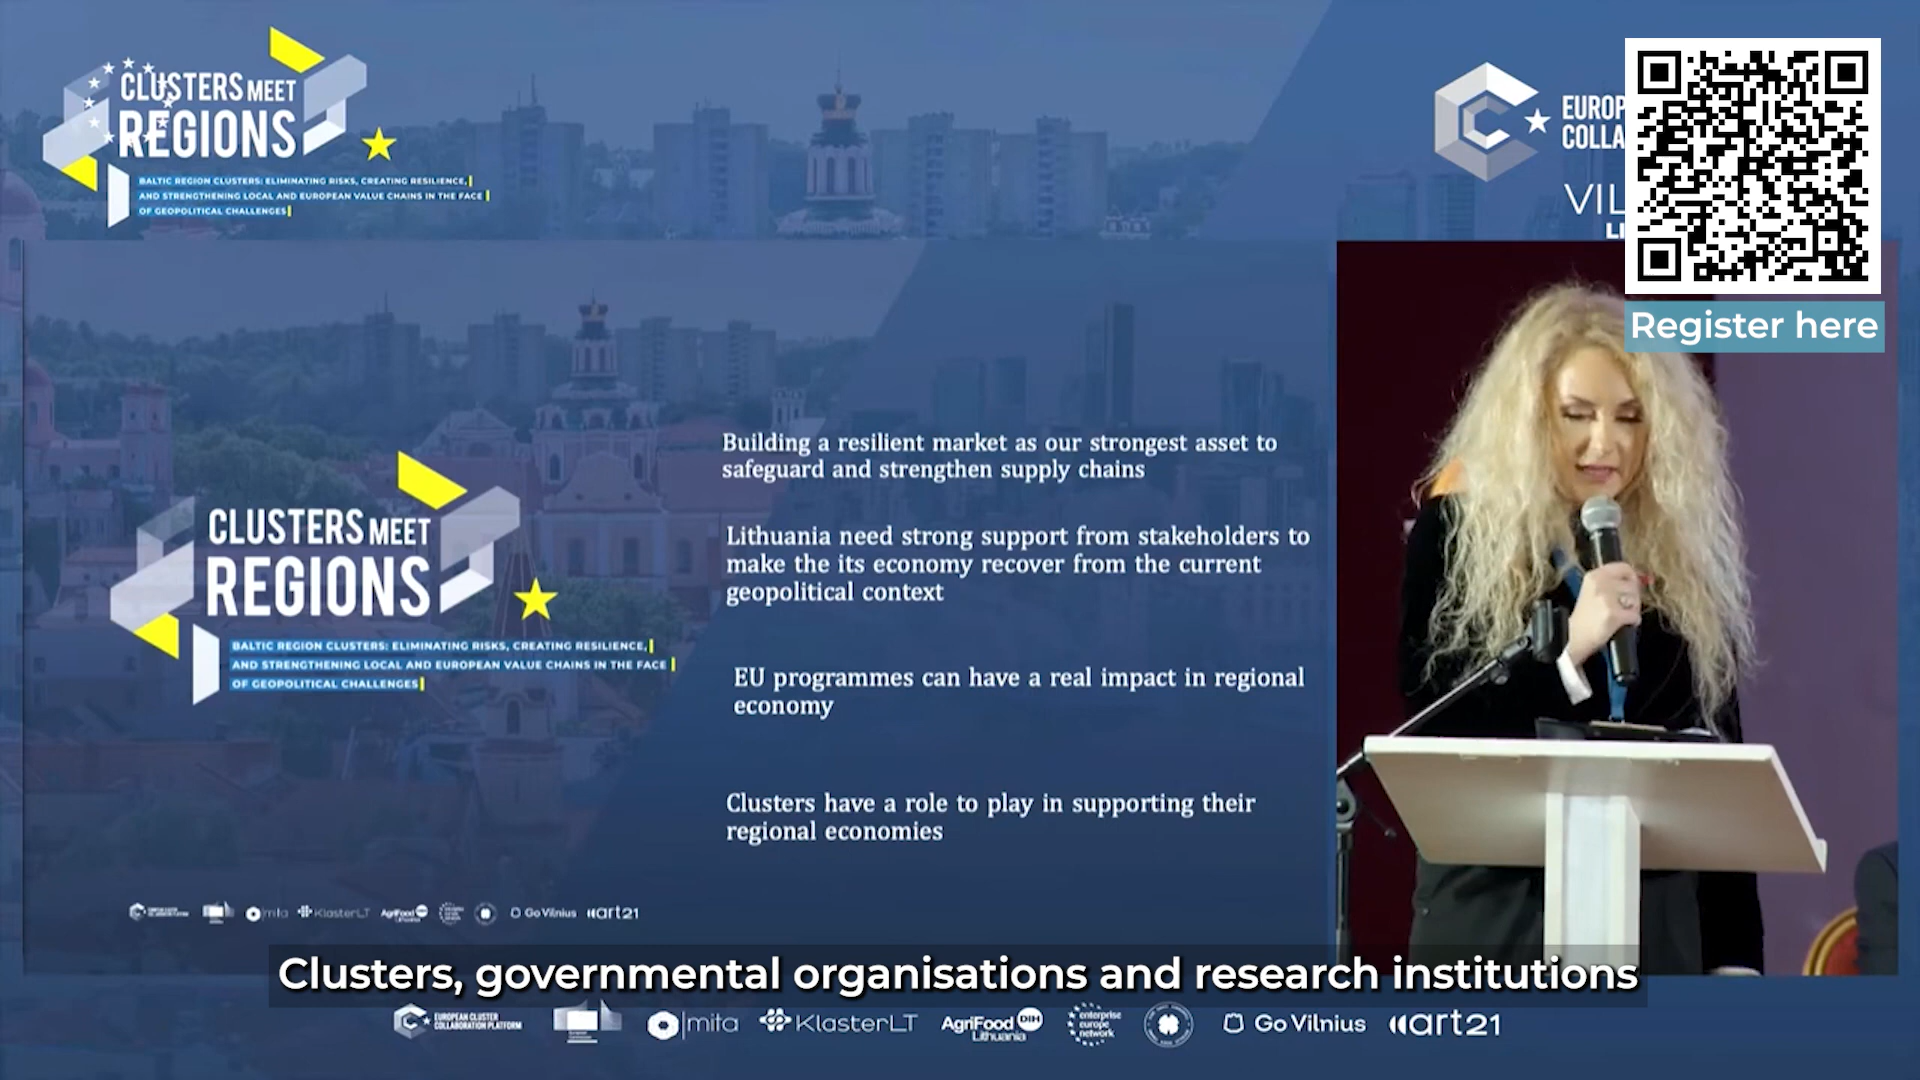 CLUSTERS MEET
REGIONS
BALTIC REGION CLUSTERS: ELIMINATING RISKS, CREATING RESILIENCE,
AND STRENGTHENING LOCAL AND EUROPEAN VALUE CHAINS IN THE FACE
OF GEOPOLITICAL CHALLENGES
EUROP
COLLA
VIL
LI
Register here
Building a resilient market as our strongest asset to
safeguard and strengthen supply chains
Lithuania need strong support from stakeholders to
make the its economy recover from the current
geopolitical context
EU programmes can have a real impact in regional
economy
Clusters have a role to play in supporting their
regional economies
CLUSTERS MEET
REGIONS
BALTIC REGION CLUSTERS: ELIMINATING RISKS, CREATING RESILIENCE,
AND STRENGTHENING LOCAL AND EUROPEAN VALUE CHAINS IN THE FACE
OF GEOPOLITICAL CHALLENGES
mita
KlasterLT
AgriFood
Go Vilnius
art21
Clusters, governmental organisations and research institutions
EUROPEAN CLUSTER
COLLABORATION PLATFORM
mita
KlasterLT
AgriFood DIH
Lithuania
enterprise
europe
network
Go Vilnius
art21